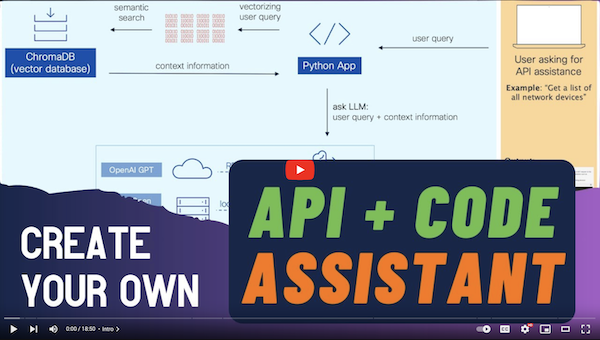 semantic
search
vectorizing
user query
user query
ChromaDB
(vector database)
context information
Python App
User asking for
API assistance
Example: "Get a list
of all network devices"
ask LLM:
user query + context information
OpenAI GPT
API + CODE
ASSISTANT
CREATE
YOUR OWN
0:00 / 18:50 • Intro >
CC